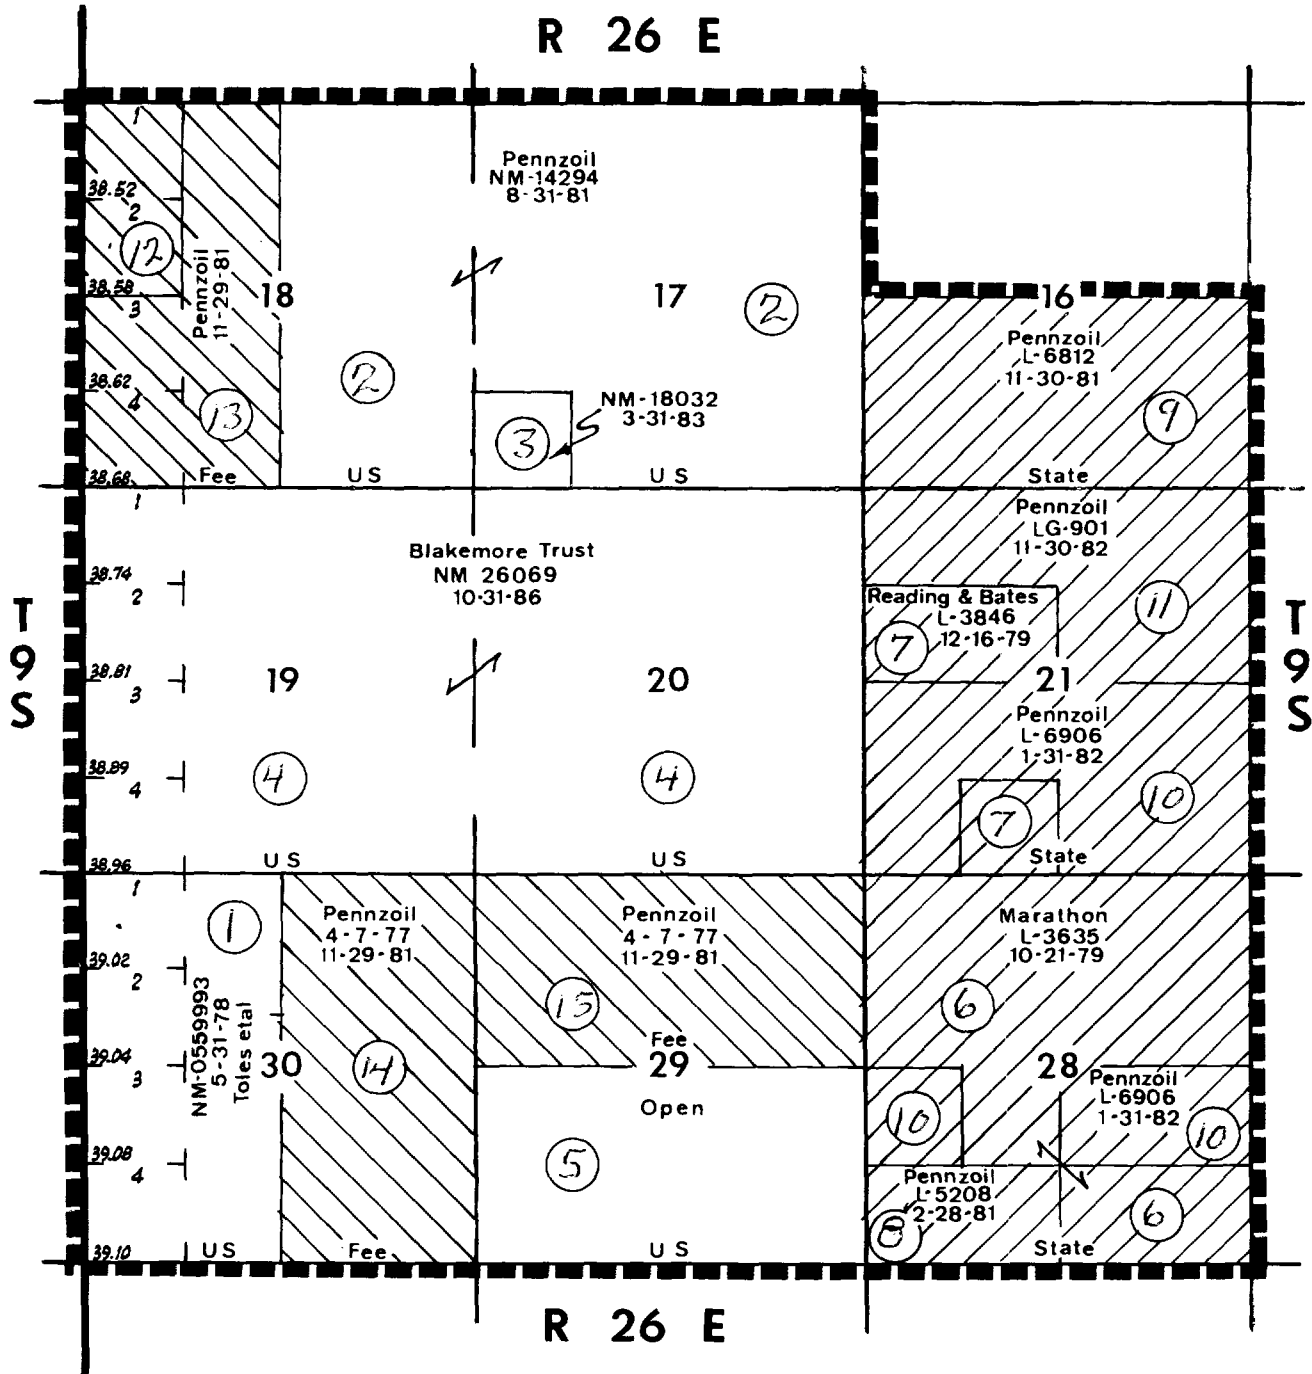 R 26 E
1
38.52
2
12
38.58
3
38.62
4
13
38.68
Pennzoil
11-29-81
18
Fee
2
US
Pennzoil
NM-14294
8-31-81
17
2
NM-18032
3-31-83
3
US
16
Pennzoil
L-6812
11-30-81
9
State
T
9
S
1
38.74
2
38.81
3
38.89
4
38.96
Blakemore Trust
NM 26069
10-31-86
19
4
US
20
4
US
Pennzoil
LG-901
11-30-82
Reading & Bates
L-3846
12-16-79
7
11
21
Pennzoil
L-6906
1-31-82
7
10
State
T
9
S
1
39.02
2
39.04
3
39.08
4
39.10
1
NM-0559993
5-31-78
Toles etal
30
US
Pennzoil
4-7-77
11-29-81
14
Fee
Pennzoil
4-7-77
11-29-81
15
Fee
29
Open
5
US
Marathon
L-3635
10-21-79
6
28
Pennzoil
L-6906
1-31-82
10
10
Pennzoil
L-5208
2-28-81
8
6
State
R 26 E